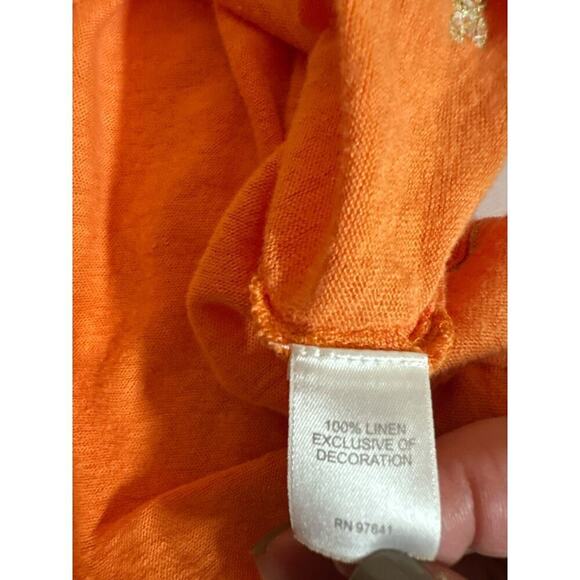 100% LINEN
EXCLUSIVE OF
DECORATION
RN 97641